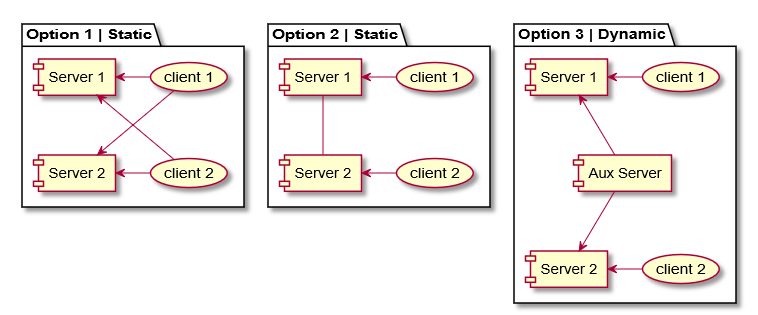 Option 1 | Static
Server 1
client 1
Server 2
client 2
Option 2 | Static
Server 1
client 1
Server 2
client 2
Option 3 | Dynamic
Server 1
client 1
Aux Server
Server 2
client 2